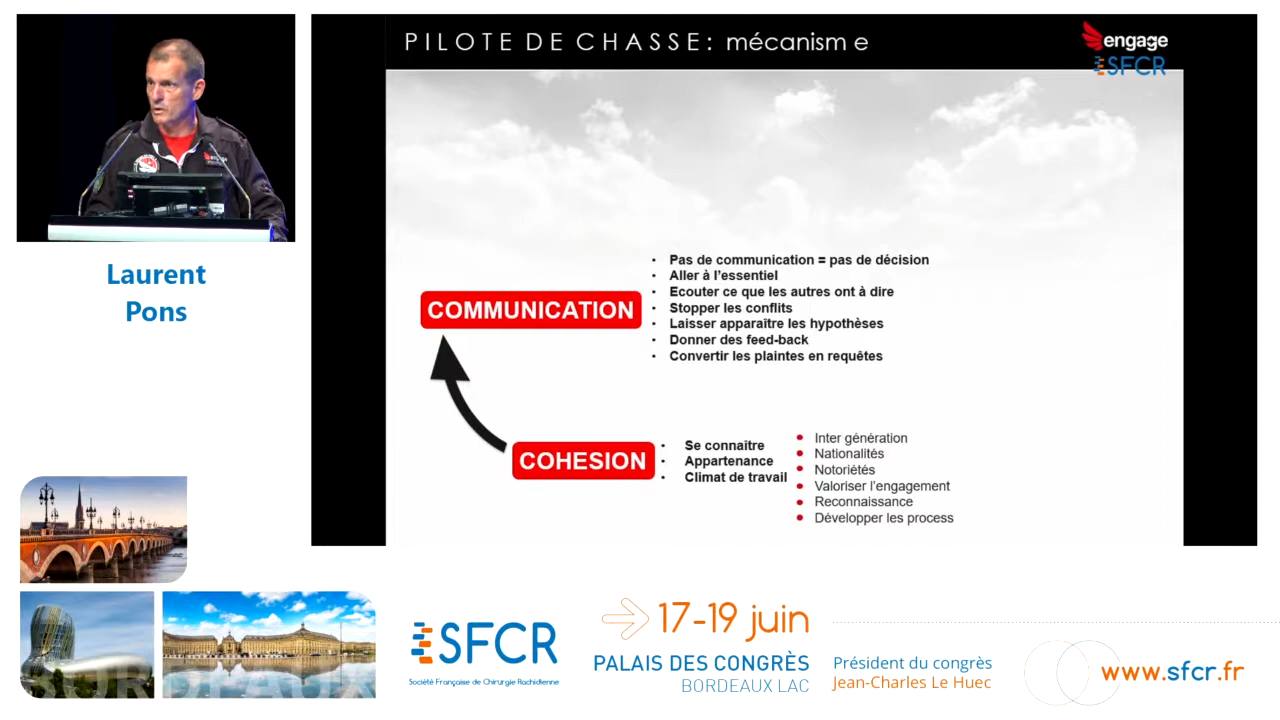 PILOTE DE CHASSE: mécanism e
engage
SFCR
engage
Laurent
Pons
COMMUNICATION
• Pas de communication = pas de décision
• Aller à l'essentiel
• Ecouter ce que les autres ont à dire
• Stopper les conflits
• Laisser apparaître les hypothèses
• Donner des feed-back
• Convertir les plaintes en requêtes
COHESION
• Se connaître
• Appartenance
• Climat de travail
• Inter génération
• Nationalités
• Notoriétés
• Valoriser l'engagement
• Reconnaissance
• Développer les process
BORDEAUX
SFCR
Société Française de Chirurgie Rachidienne
17-19 juin
PALAIS DES CONGRÈS
BORDEAUX LAC
Président du congrès
Jean-Charles Le Huec
www.sfcr.fr